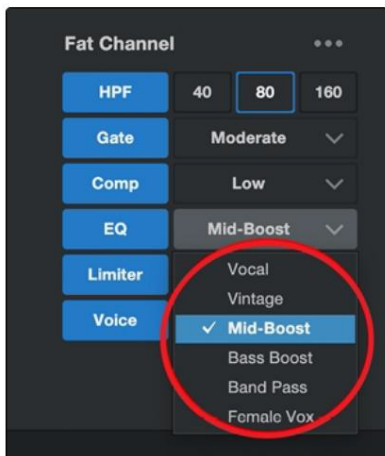 Fat Channel
HPF 40 80 160
Gate Moderate
Comp Low
EQ Mid-Boost
Limiter Vocal
Vintage
Voice Mid-Boost
Bass Boost
Band Pass
Female Vox